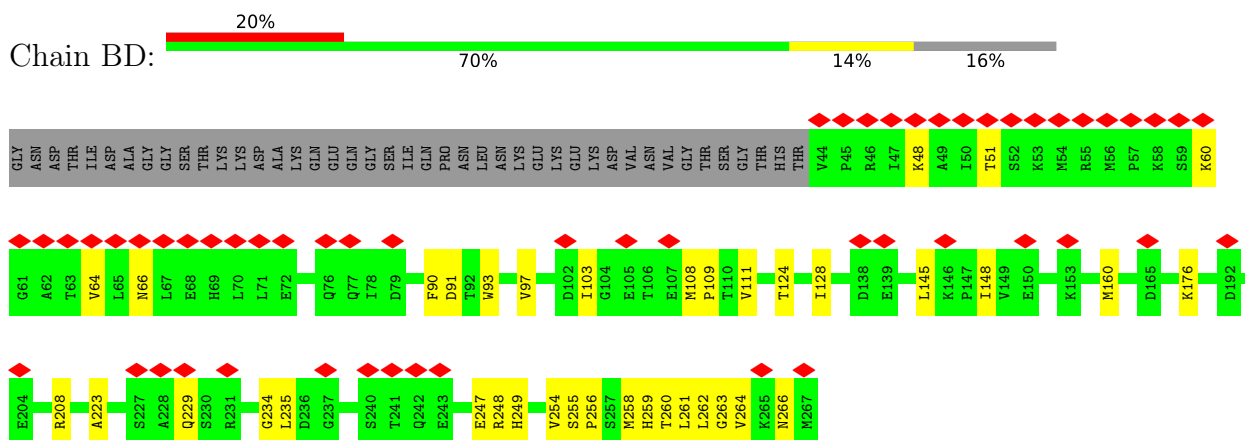 20%
Chain BD:
70% 14% 16%
GLY ASN ASP THR ILE ASP ALA GLY GLY SER THR LYS LYS ASP ALA LYS GLN GLU GLN GLY SER ILE GLN PRO ASN LEU ASN LYS GLU LYS GLU LYS ASP VAL ASN VAL GLY THR SER GLY THR HIS THR V44 P45 R46 I47 K48 A49 I50 T51 S52 K53 M54 R55 M56 P57 K58 S59 K60
G61 A62 T63 V64 L65 N66 L67 E68 H69 L70 L71 E72 Q76 Q77 I78 D79 F90 D91 T92 W93 V97 D102 I103 G104 E105 T106 E107 M108 P109 T110 V111 T124 I128 D138 E139 L145 K146 P147 I148 V149 E150 K153 M160 D165 K176 D192
E204 R208 A223 S227 A228 Q229 S230 R231 G234 L235 D236 G237 S240 T241 Q242 E243 E247 R248 H249 V254 S255 P256 S257 M258 H259 T260 L261 L262 G263 V264 K265 N266 M267